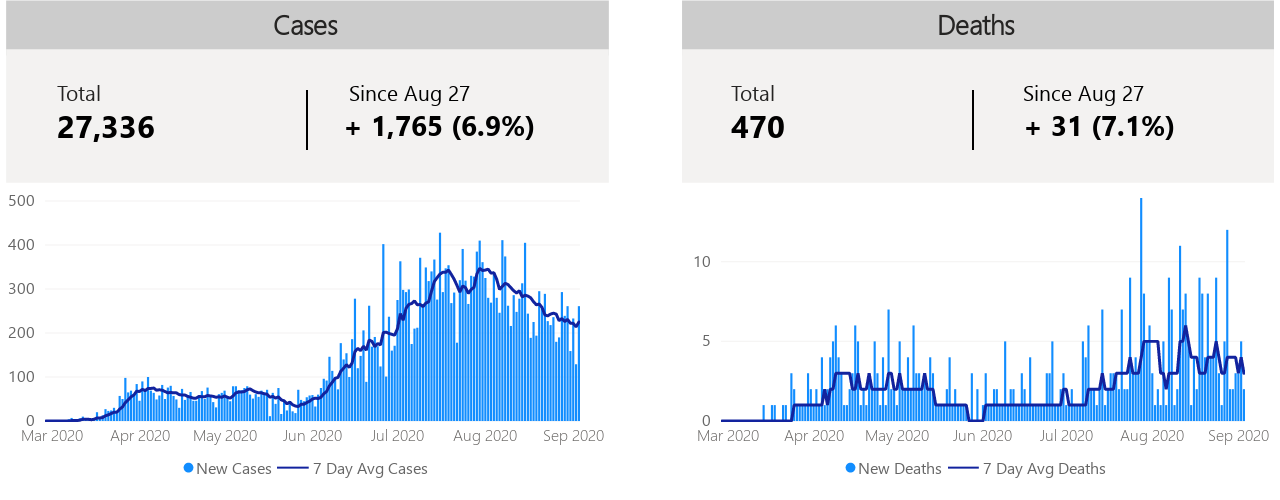 Cases
Total
27,336
Since Aug 27
+ 1,765 (6.9%)
500
400
300
200
100
0
Mar 2020 Apr 2020 May 2020 Jun 2020 Jul 2020 Aug 2020 Sep 2020
New Cases 7 Day Avg Cases
Deaths
Total
470
Since Aug 27
+ 31 (7.1%)
10
5
0
Mar 2020 Apr 2020 May 2020 Jun 2020 Jul 2020 Aug 2020 Sep 2020
New Deaths 7 Day Avg Deaths